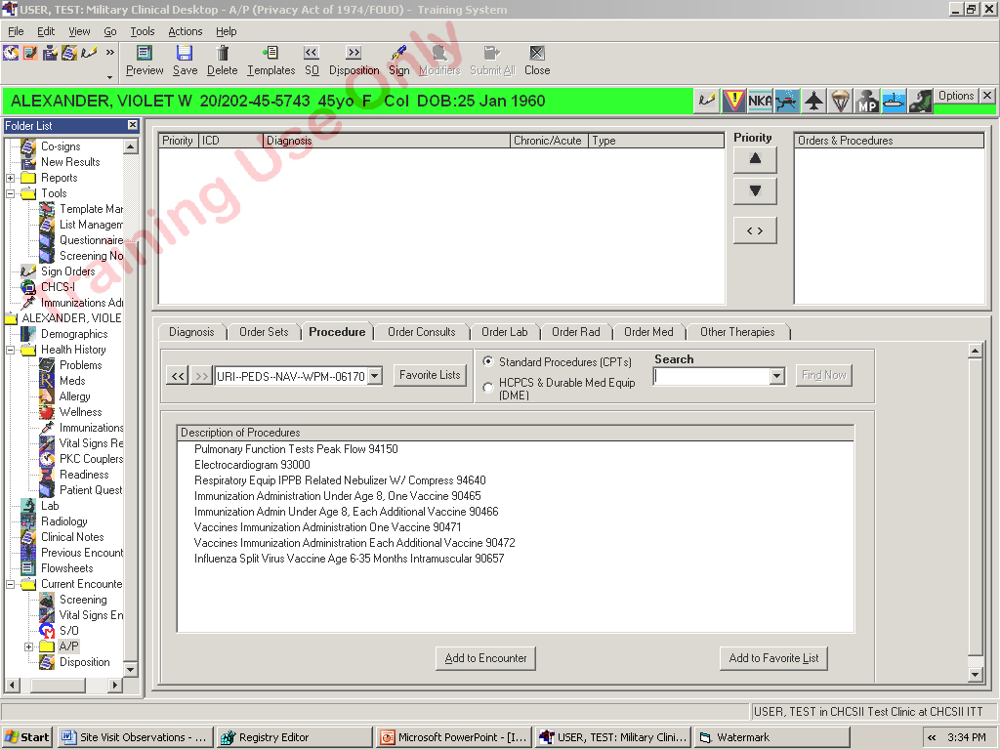 USER, TEST: Military Clinical Desktop - A/P (Privacy Act of 1974/FOUO) - Training System
File Edit View Go Tools Actions Help
Preview Save Delete Templates SO Disposition Sign Modifiers Submit All Close
ALEXANDER, VIOLET W 20/202-45-5743 45yo F Col DOB:25 Jan 1960
NKA
MP
Options
Training Use Only
Folder List
Co-signs
New Results
Reports
Tools
Template Mar
List Managem
Questionnaire
Screening No
Sign Orders
CHCS-I
Immunizations Adr
ALEXANDER, VIOLE
Demographics
Health History
Problems
Meds
Allergy
Wellness
Immunizations
Vital Signs Re
PKC Couplers
Readiness
Patient Quest
Lab
Radiology
Clinical Notes
Previous Encount
Flowsheets
Current Encounte
Screening
Vital Signs En
S/O
A/P
Disposition
Priority ICD Diagnosis Chronic/Acute Type
Priority
< >
Orders & Procedures
Diagnosis Order Sets Procedure Order Consults Order Lab Order Rad Order Med Other Therapies
<< >> URI--PEDS--NAV--WPM--06170 Favorite Lists
Standard Procedures (CPTs)
HCPCS & Durable Med Equip (DME)
Search
Find Now
Description of Procedures
Pulmonary Function Tests Peak Flow 94150
Electrocardiogram 93000
Respiratory Equip IPPB Related Nebulizer W/ Compress 94640
Immunization Administration Under Age 8, One Vaccine 90465
Immunization Admin Under Age 8, Each Additional Vaccine 90466
Vaccines Immunization Administration One Vaccine 90471
Vaccines Immunization Administration Each Additional Vaccine 90472
Influenza Split Virus Vaccine Age 6-35 Months Intramuscular 90657
Add to Encounter Add to Favorite List
USER, TEST in CHCSII Test Clinic at CHCSII ITT
Start Site Visit Observations - ... Registry Editor Microsoft PowerPoint - [I... USER, TEST: Military Clini... Watermark « 3:34 PM